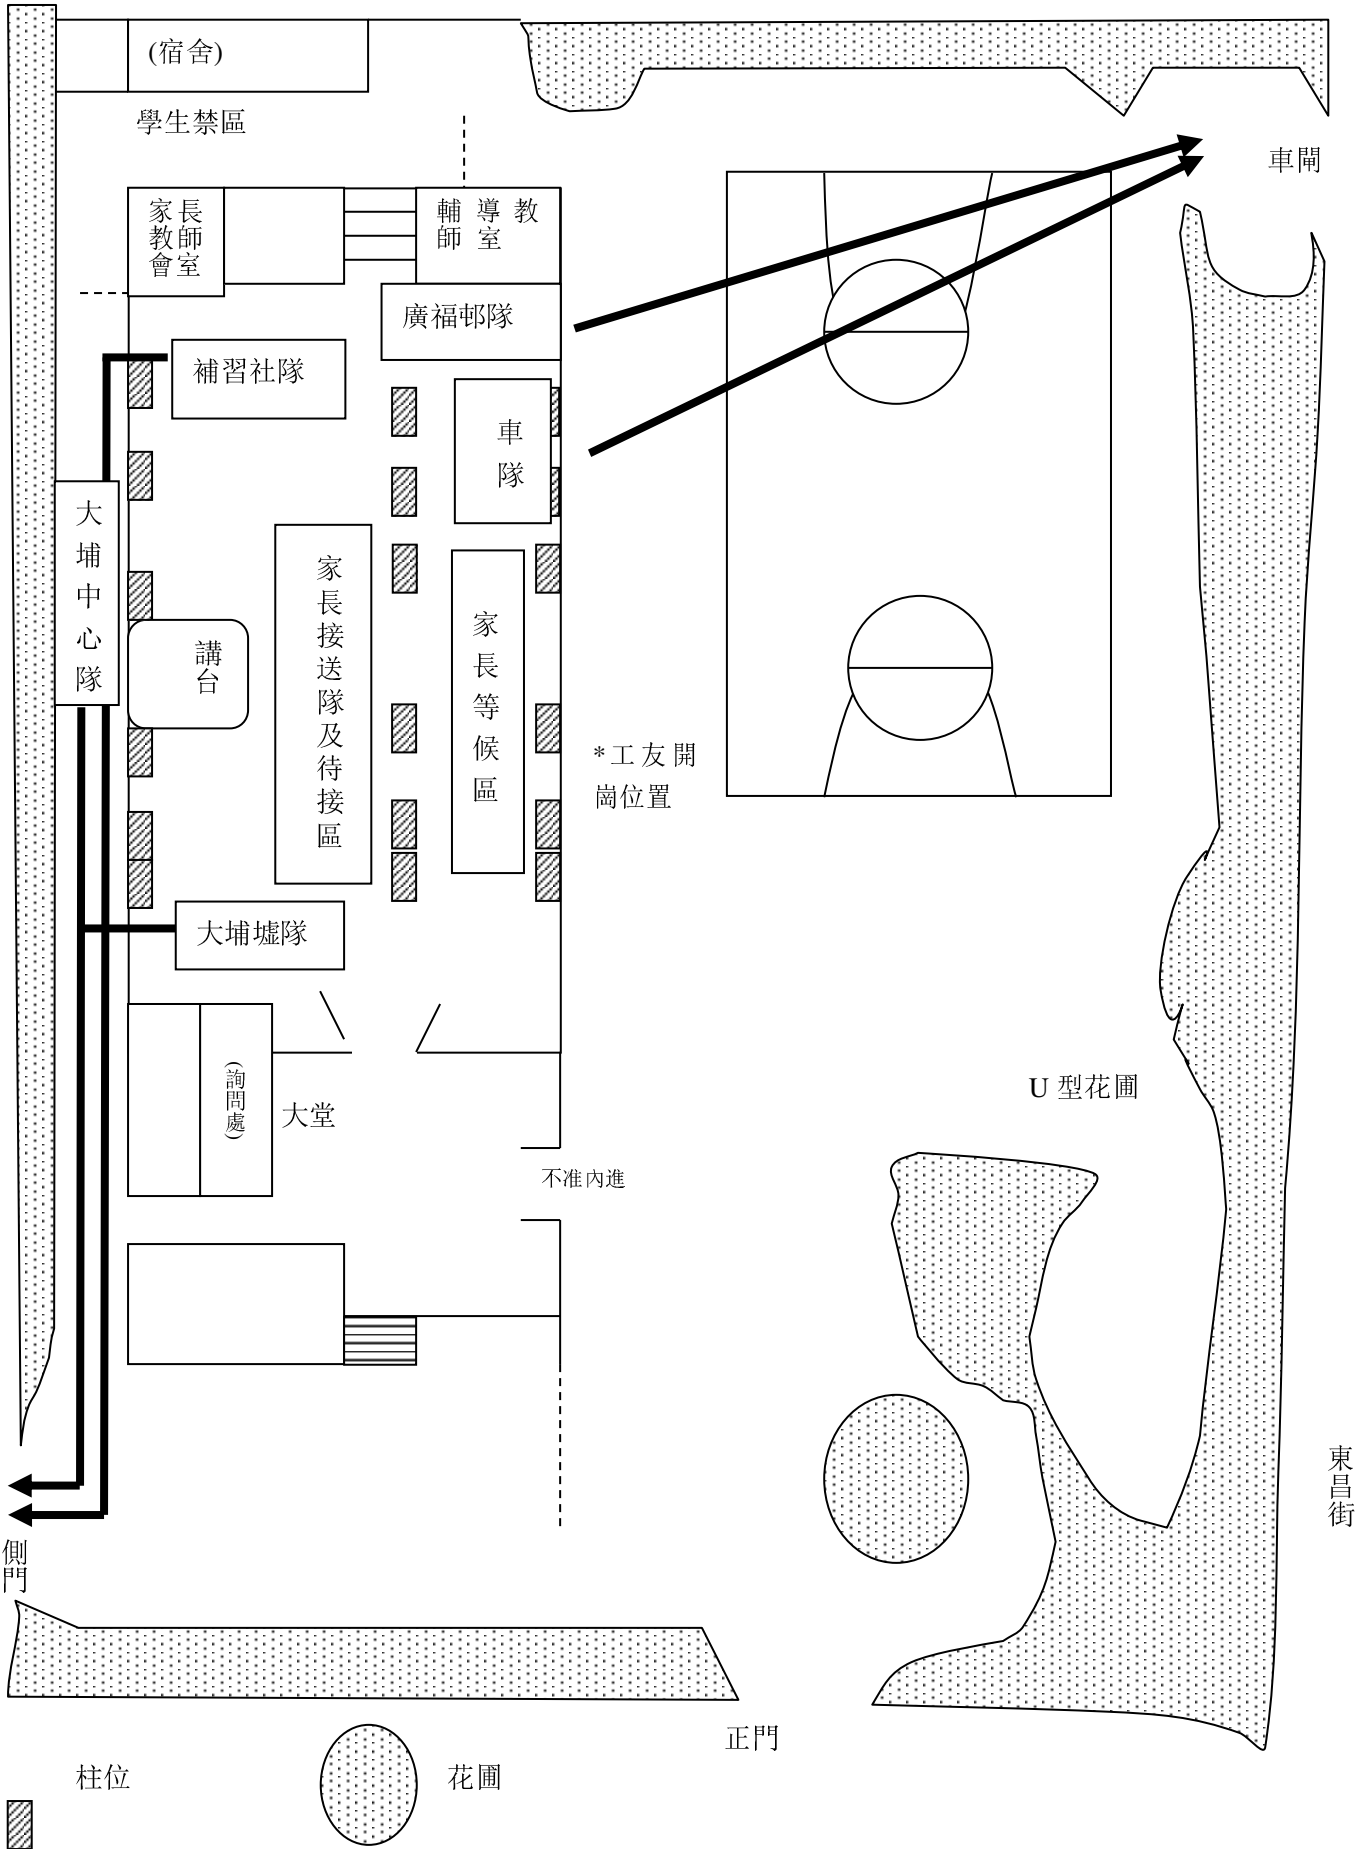 (宿舍)
學生禁區
車閘
家長
教師
會室
輔導教
師室
廣福邨隊
補習社隊
車
隊
大
埔
中
心
隊
家
長
接
送
隊
及
待
接
區
家
長
等
候
區
講
台
*工友開
崗位置
大埔墟隊
(詢問處)
大堂
U 型花圃
不准內進
東
昌
街
側
門
正門
柱位
花圃